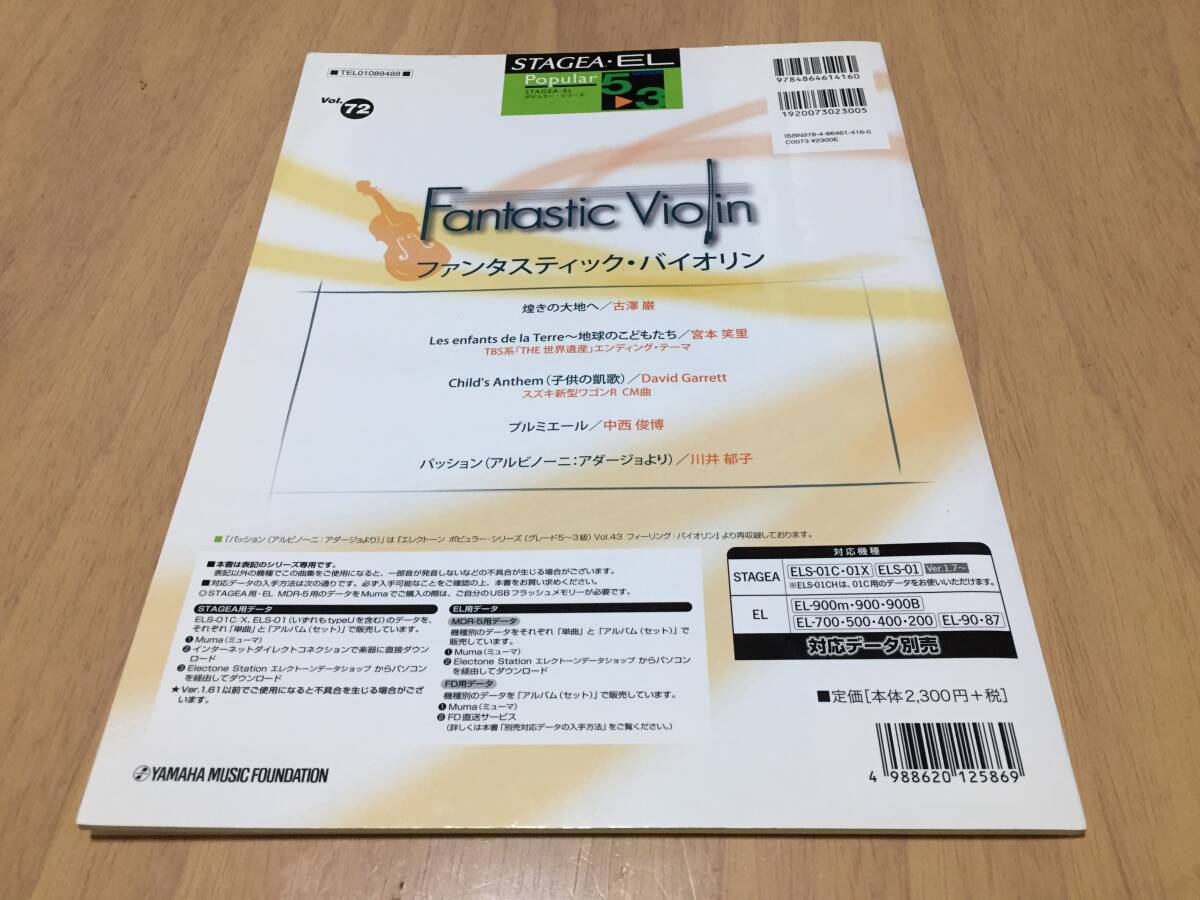 ■ TEL01089488 ■
STAGEA・EL
Popular
STAGEA・EL
ポピュラー・シリーズ
5▶3
9784864614160
1920073023005
ISBN978-4-86461-416-0
C0073 ¥2300E
Vol. 72
Fantastic Violin
ファンタスティック・バイオリン
煌きの大地へ／古澤 巌
Les enfants de la Terre〜地球のこどもたち／宮本 笑里
TBS系「THE 世界遺産」エンディング・テーマ
Child's Anthem（子供の凱歌）／David Garrett
スズキ新型ワゴンR CM曲
プルミエール／中西 俊博
パッション（アルビノーニ：アダージョより）／川井 郁子
■「パッション（アルビノーニ：アダージョより）」は『エレクトーン ポピュラー・シリーズ（グレード5〜3級）Vol.43 フィーリング・バイオリン』より再収録しております。
■本書は表記のシリーズ専用です。
表記以外の機種でこの曲集をご使用になると、一部音が発音しないなどの不具合が生じる場合がございます。
■対応データの入手方法は次の通りです。必ず入手可能なことをご確認の上、本書をお買い求めください。
◎STAGEA用・EL MDR-5用のデータをMumaでご購入の際は、ご自分のUSBフラッシュメモリーが必要です。
STAGEA用データ
ELS-01C/X、ELS-01（いずれもtypeUを含む）のデータを、
それぞれ「単曲」と「アルバム（セット）」で販売しています。
❶Muma（ミューマ）
❷インターネットダイレクトコネクションで楽器に直接ダウン
ロード
❸Electone Station エレクトーンデータショップ からパソコン
を経由してダウンロード
★Ver.1.61以前でご使用になると不具合を生じる場合がござ
います。
EL用データ
MDR-5用データ
機種別のデータをそれぞれ「単曲」と「アルバム（セット）」で
販売しています。
❶Muma（ミューマ）
❷Electone Station エレクトーンデータショップ からパソコン
を経由してダウンロード
FD用データ
機種別のデータを「アルバム（セット）」で販売しています。
❶Muma（ミューマ）
❷FD直送サービス
（詳しくは本書「別売対応データの入手方法」をご覧ください。）
対応機種
STAGEA
ELS-01C・01X ELS-01 Ver.1.7〜
※ELS-01CHは、01C用のデータをお使いいただけます。
EL
EL-900m・900・900B
EL-700・500・400・200 EL-90・87
対応データ別売
■定価[本体2,300円+税]
4 988620 125869
YAMAHA MUSIC FOUNDATION